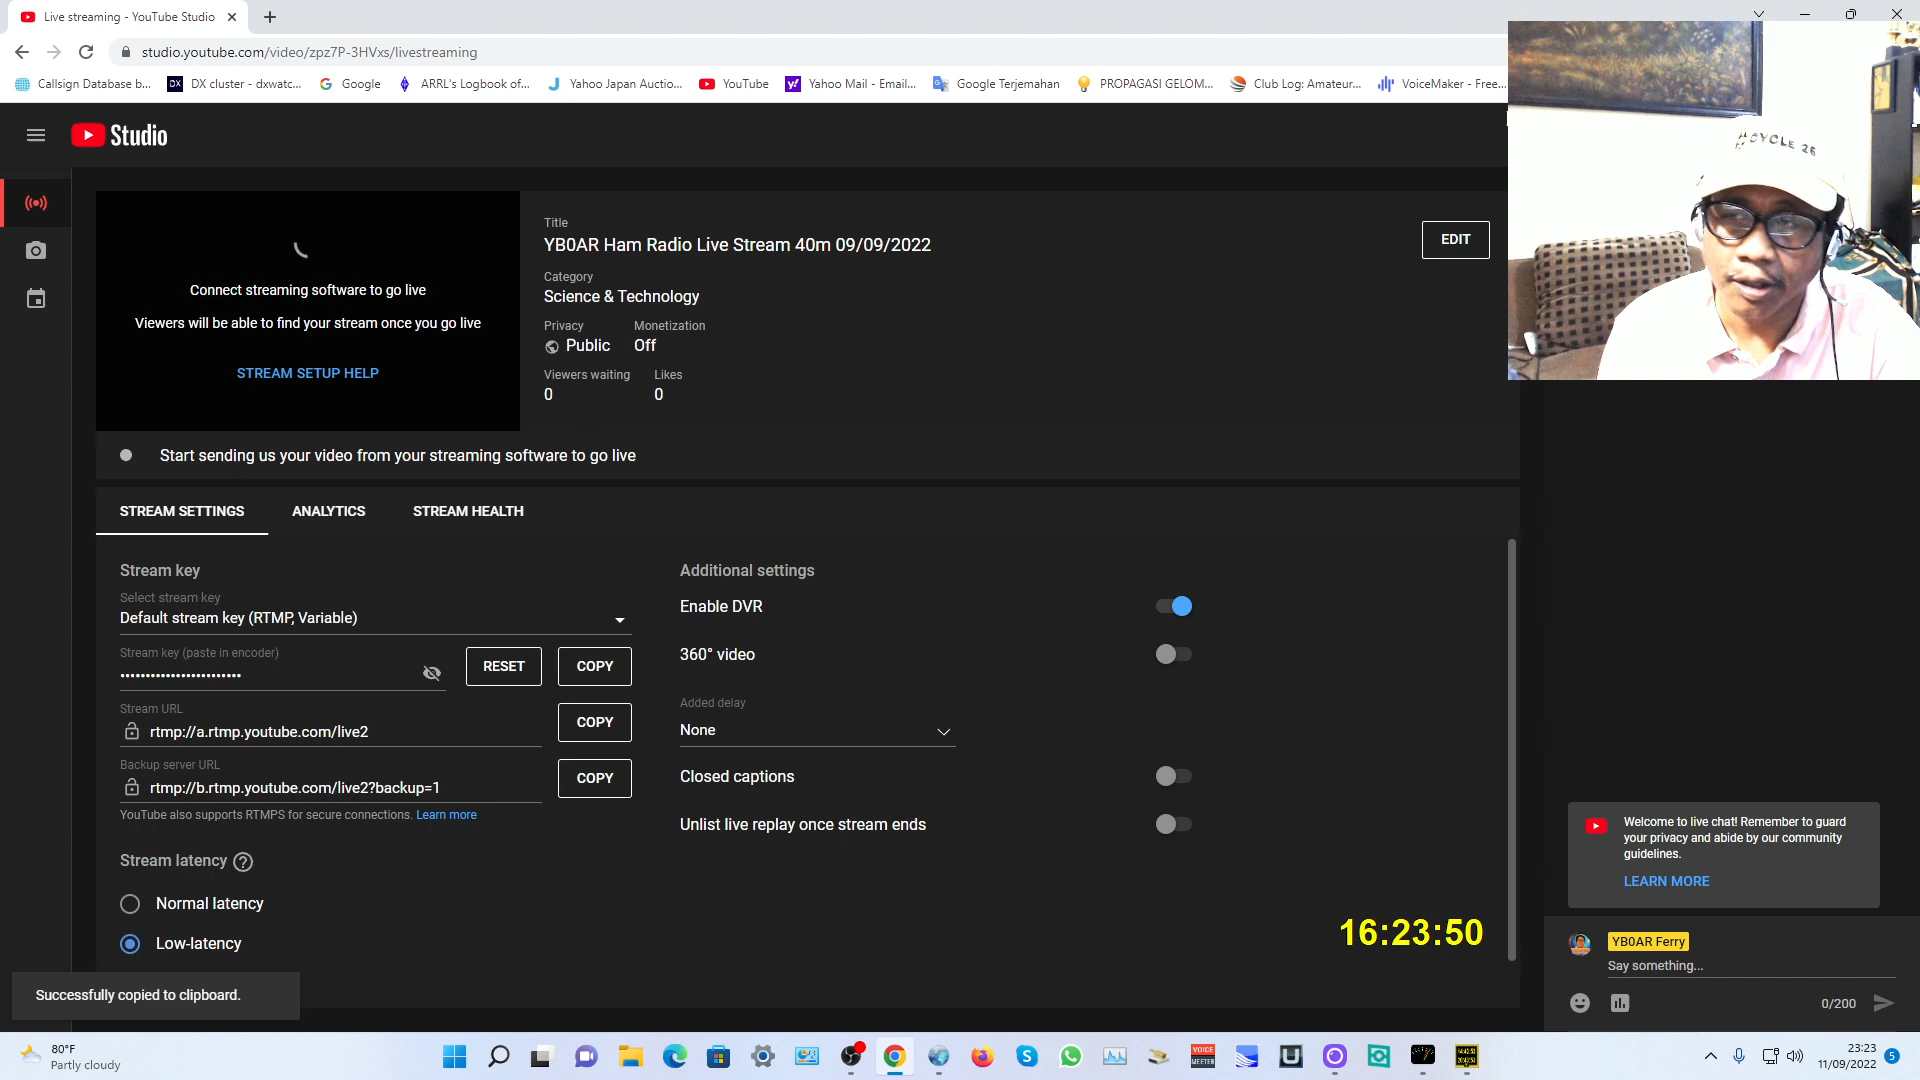 Live streaming - YouTube Studio
studio.youtube.com/video/zpz7P-3HVxs/livestreaming
Callsign Database b...
DX cluster - dxwatc...
Google
ARRL's Logbook of...
Yahoo Japan Auctio...
YouTube
Yahoo Mail - Email...
Google Terjemahan
PROPAGASI GELOM...
Club Log: Amateur...
VoiceMaker - Free...
Studio
CYCLE 25
Connect streaming software to go live
Viewers will be able to find your stream once you go live
STREAM SETUP HELP
Title
YB0AR Ham Radio Live Stream 40m 09/09/2022
EDIT
Category
Science & Technology
Privacy
Monetization
Public
Off
Viewers waiting
Likes
0
0
Start sending us your video from your streaming software to go live
STREAM SETTINGS
ANALYTICS
STREAM HEALTH
Stream key
Select stream key
Default stream key (RTMP, Variable)
Stream key (paste in encoder)
••••••••••••••••••••••••
RESET
COPY
Stream URL
rtmp://a.rtmp.youtube.com/live2
COPY
Backup server URL
rtmp://b.rtmp.youtube.com/live2?backup=1
COPY
YouTube also supports RTMPS for secure connections. Learn more
Stream latency
Normal latency
Low-latency
Additional settings
Enable DVR
360° video
Added delay
None
Closed captions
Unlist live replay once stream ends
16:23:50
Successfully copied to clipboard.
Welcome to live chat! Remember to guard
your privacy and abide by our community
guidelines.
LEARN MORE
YB0AR Ferry
Say something...
0/200
80°F
Partly cloudy
VOICE
MEETER
23:23
11/09/2022
5